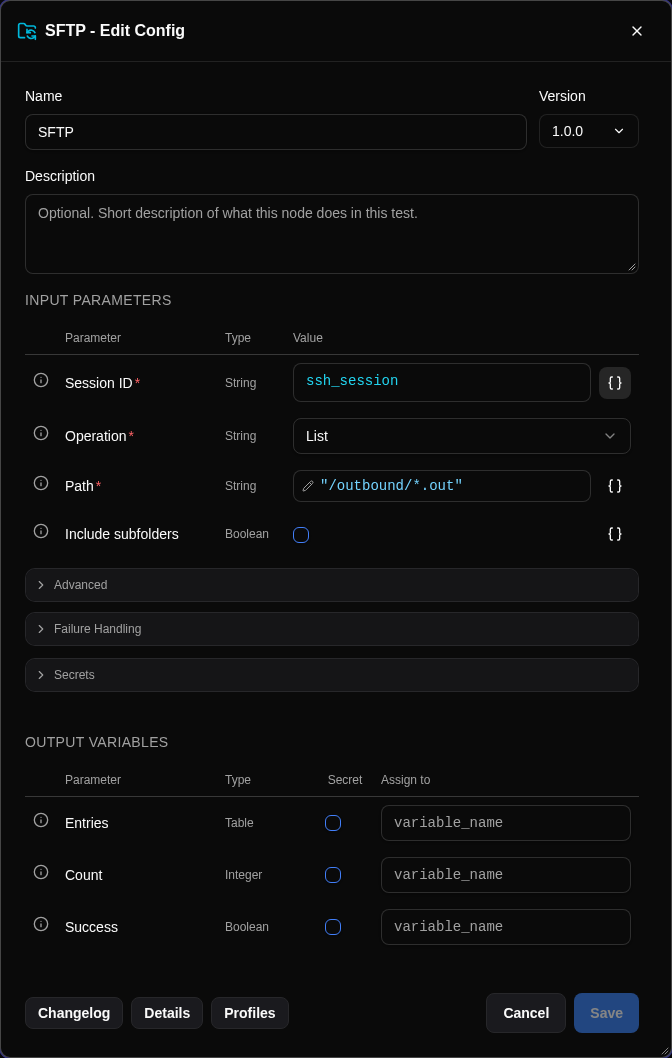 SFTP - Edit Config
Name
Version
SFTP
1.0.0
Description
Optional. Short description of what this node does in this test.
INPUT PARAMETERS
Parameter Type Value
Session ID* String ssh_session {}
Operation* String List
Path* String "/outbound/*.out" {}
Include subfolders Boolean {}
Advanced
Failure Handling
Secrets
OUTPUT VARIABLES
Parameter Type Secret Assign to
Entries Table variable_name
Count Integer variable_name
Success Boolean variable_name
Changelog Details Profiles Cancel Save